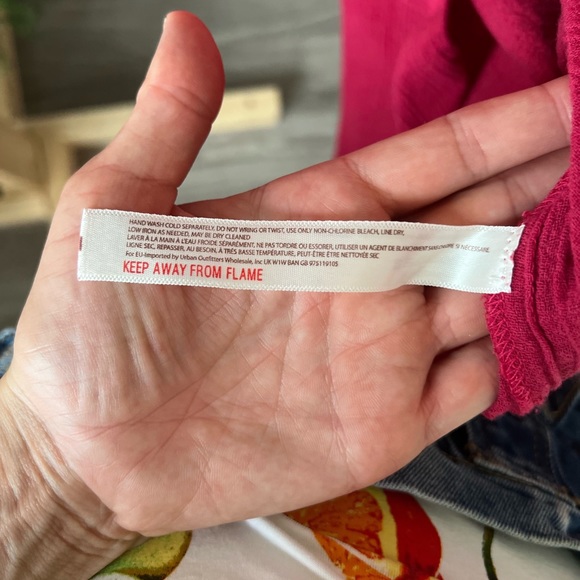 HAND WASH COLD SEPARATELY, DO NOT WRING OR TWIST, USE ONLY NON-CHLORINE BLEACH, LINE DRY,
LOW IRON AS NEEDED, MAY BE DRY CLEANED
LAVER À LA MAIN À L'EAU FROIDE SÉPARÉMENT, NE PAS TORDRE OU ESSORER, UTILISER UN AGENT DE BLANCHIMENT SANS CHLORE SI NÉCESSAIRE
LIGNE SEC, REPASSER, AU BESOIN, À TRÈS BASSE TEMPÉRATURE, PEUT-ÊTRE ÊTRE NETTOYÉE SEC
For EU-Imported by Urban Outfitters Wholesale, Inc UK W1W BAN GB 975119105
KEEP AWAY FROM FLAME